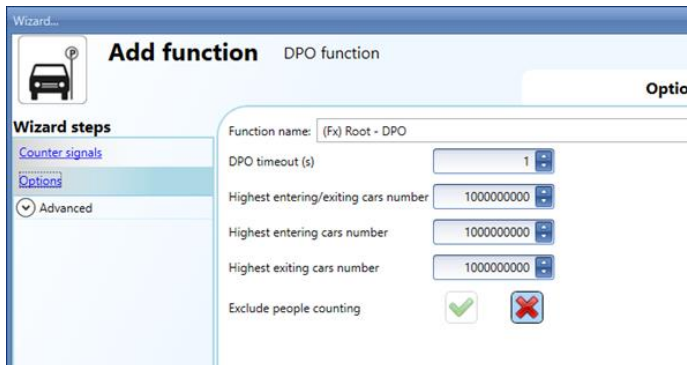 Wizard...
Add function DPO function
Optio
Wizard steps
Counter signals
Options
Advanced
Function name: (Fx) Root - DPO
DPO timeout (s) 1
Highest entering/exiting cars number 1000000000
Highest entering cars number 1000000000
Highest exiting cars number 1000000000
Exclude people counting